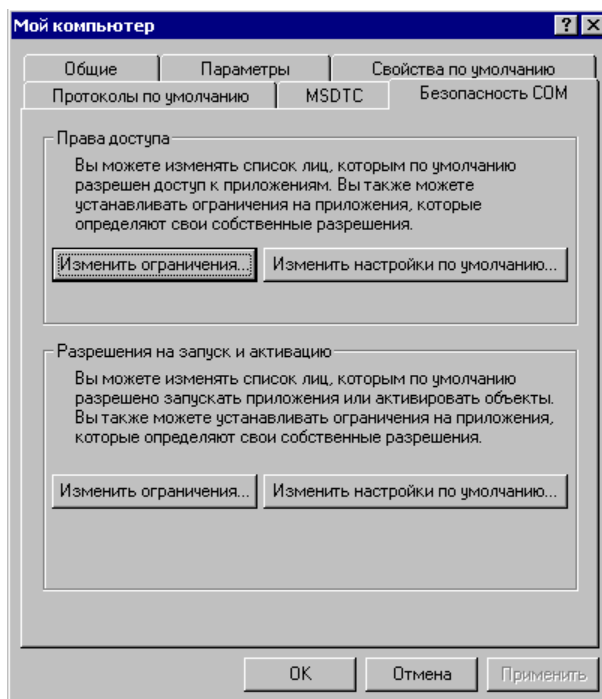 Мой компьютер
Общие
Параметры
Свойства по умолчанию
Протоколы по умолчанию
MSDTC
Безопасность COM
Права доступа
Вы можете изменять список лиц, которым по умолчанию
разрешен доступ к приложениям. Вы также можете
устанавливать ограничения на приложения, которые
определяют свои собственные разрешения.
Изменить ограничения...
Изменить настройки по умолчанию...
Разрешения на запуск и активацию
Вы можете изменять список лиц, которым по умолчанию
разрешено запускать приложения или активировать объекты.
Вы также можете устанавливать ограничения на приложения,
которые определяют свои собственные разрешения.
Изменить ограничения...
Изменить настройки по умолчанию...
OK
Отмена
Применить